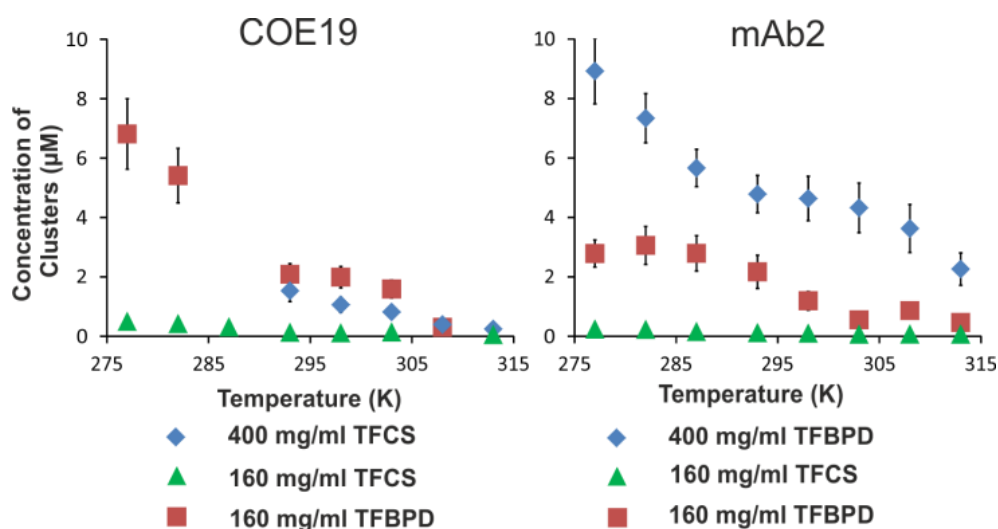 COE19
mAb2
Concentration of
Clusters (µM)
10
8
6
4
2
0
275
285
295
305
315
Temperature (K)
10
8
6
4
2
0
275
285
295
305
315
Temperature (K)
400 mg/ml TFCS
160 mg/ml TFCS
160 mg/ml TFBPD
400 mg/ml TFBPD
160 mg/ml TFCS
160 mg/ml TFBPD